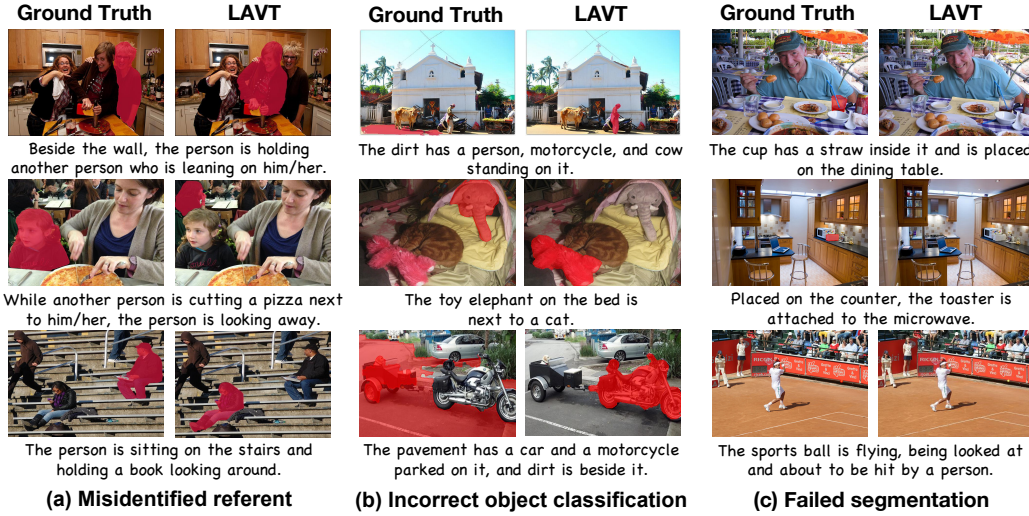 Ground Truth
LAVT
Beside the wall, the person is holding
another person who is leaning on him/her.
While another person is cutting a pizza next
to him/her, the person is looking away.
The person is sitting on the stairs and
holding a book looking around.
(a) Misidentified referent
Ground Truth
LAVT
The dirt has a person, motorcycle, and cow
standing on it.
The toy elephant on the bed is
next to a cat.
The pavement has a car and a motorcycle
parked on it, and dirt is beside it.
(b) Incorrect object classification
Ground Truth
LAVT
The cup has a straw inside it and is placed
on the dining table.
Placed on the counter, the toaster is
attached to the microwave.
The sports ball is flying, being looked at
and about to be hit by a person.
(c) Failed segmentation